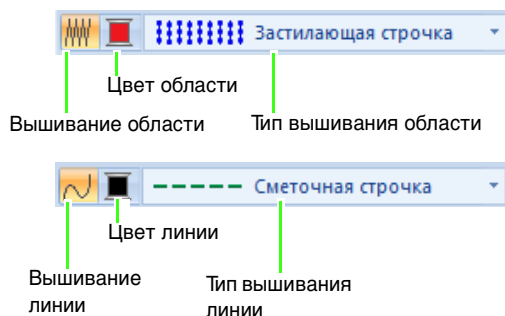 Застилающая строчка
Цвет области
Вышивание области
Тип вышивания области
Сметочная строчка
Цвет линии
Вышивание
линии
Тип вышивания
линии